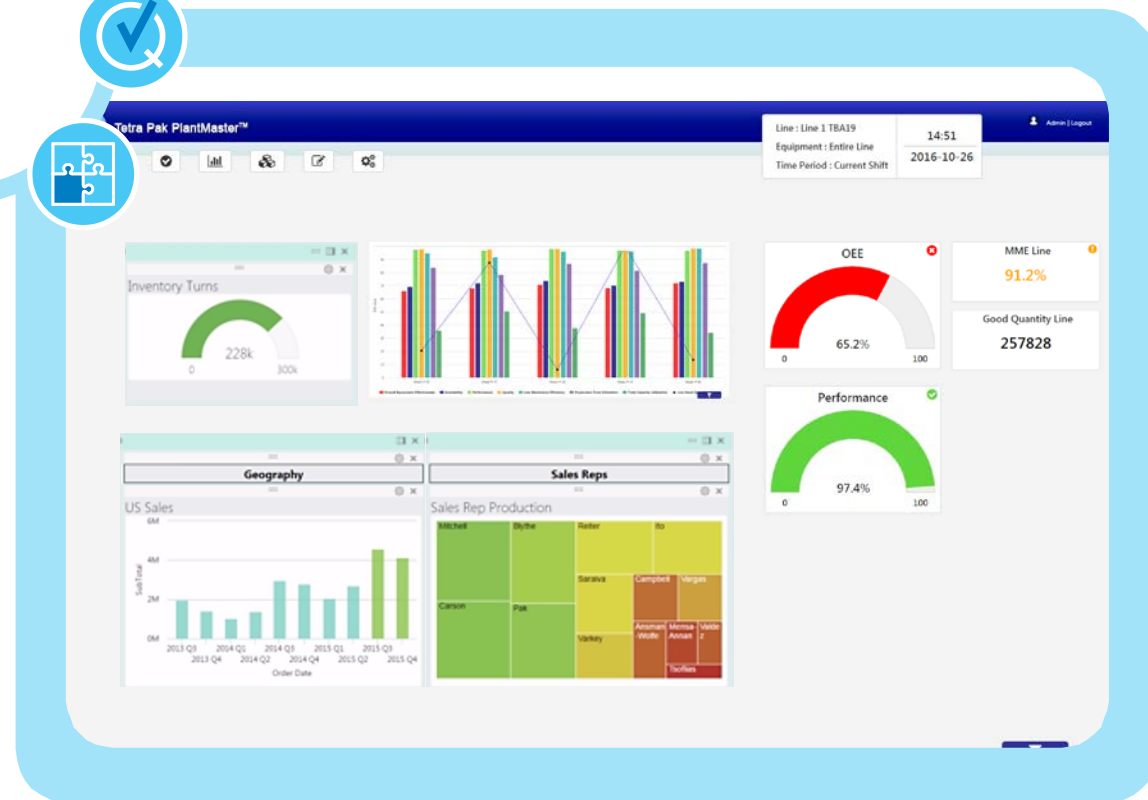 Tetra Pak PlantMaster™
Line : Line 1 TBA19
Equipment : Entire Line
Time Period : Current Shift
14:51
2016-10-26
Admin | Logout
Inventory Turns
228k
0
300k
OEE
65.2%
0
100
MME Line
91.2%
Good Quantity Line
257828
Performance
97.4%
0
100
Geography
US Sales
6M
4M
2M
0M
SubTotal
2013 Q3
2013 Q4
2014 Q1
2014 Q2
2014 Q3
2014 Q4
2015 Q1
2015 Q2
2015 Q3
2015 Q4
Order Date
Sales Reps
Sales Rep Production
Mitchell
Blythe
Reiter
Ito
Saraiva
Campbell
Vargas
Carson
Pak
Varkey
Ansman
-Wolfe
Mensa-
Annan
Valde
z
Tsoflias